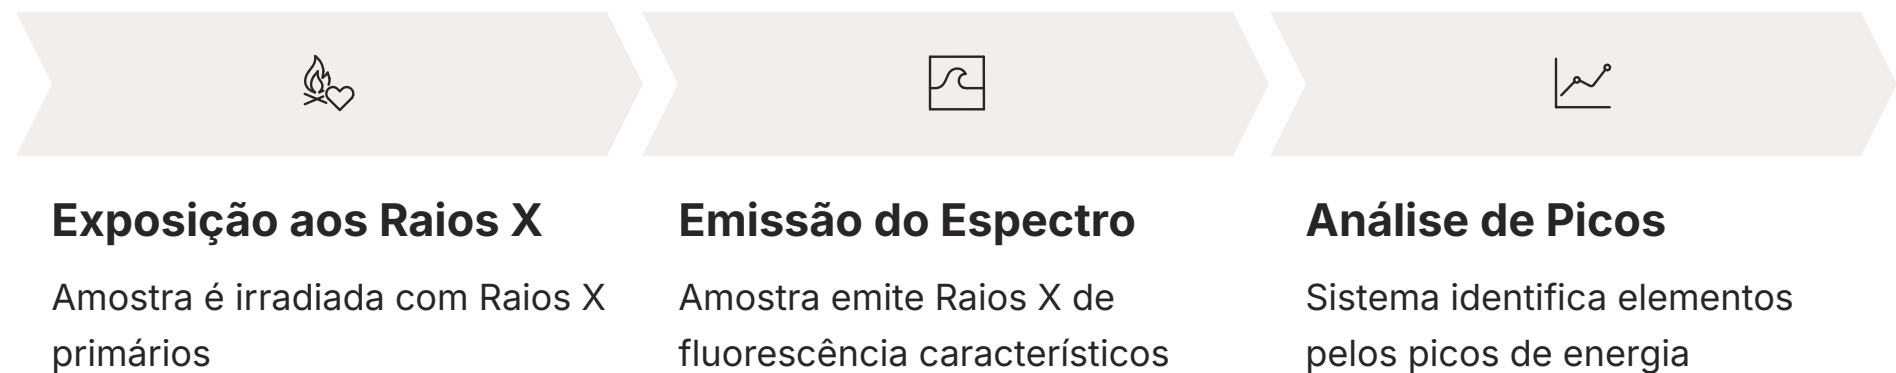 Exposição aos Raios X
Amostra é irradiada com Raios X
primários
Emissão do Espectro
Amostra emite Raios X de
fluorescência característicos
Análise de Picos
Sistema identifica elementos
pelos picos de energia